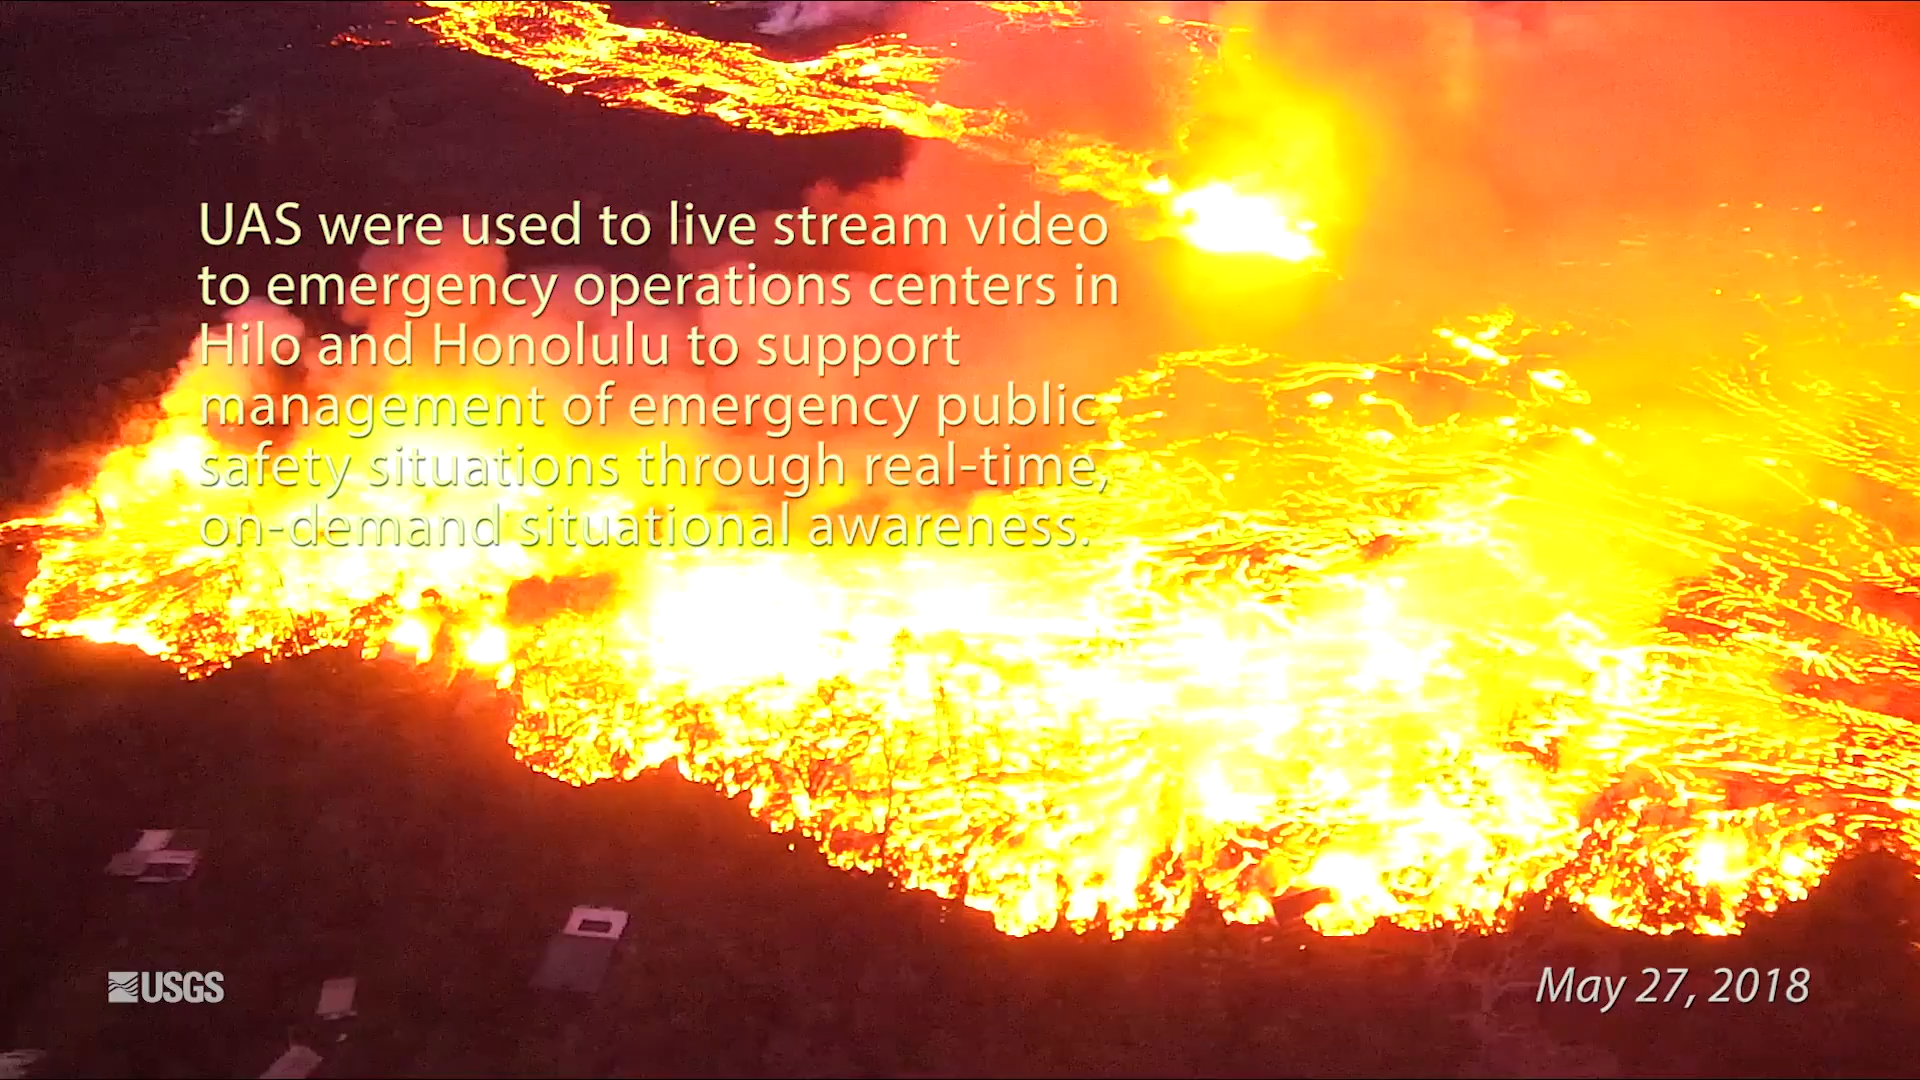 UAS were used to live stream video
to emergency operations centers in
Hilo and Honolulu to support
management of emergency public
safety situations through real-time,
on-demand situational awareness.
USGS
May 27, 2018